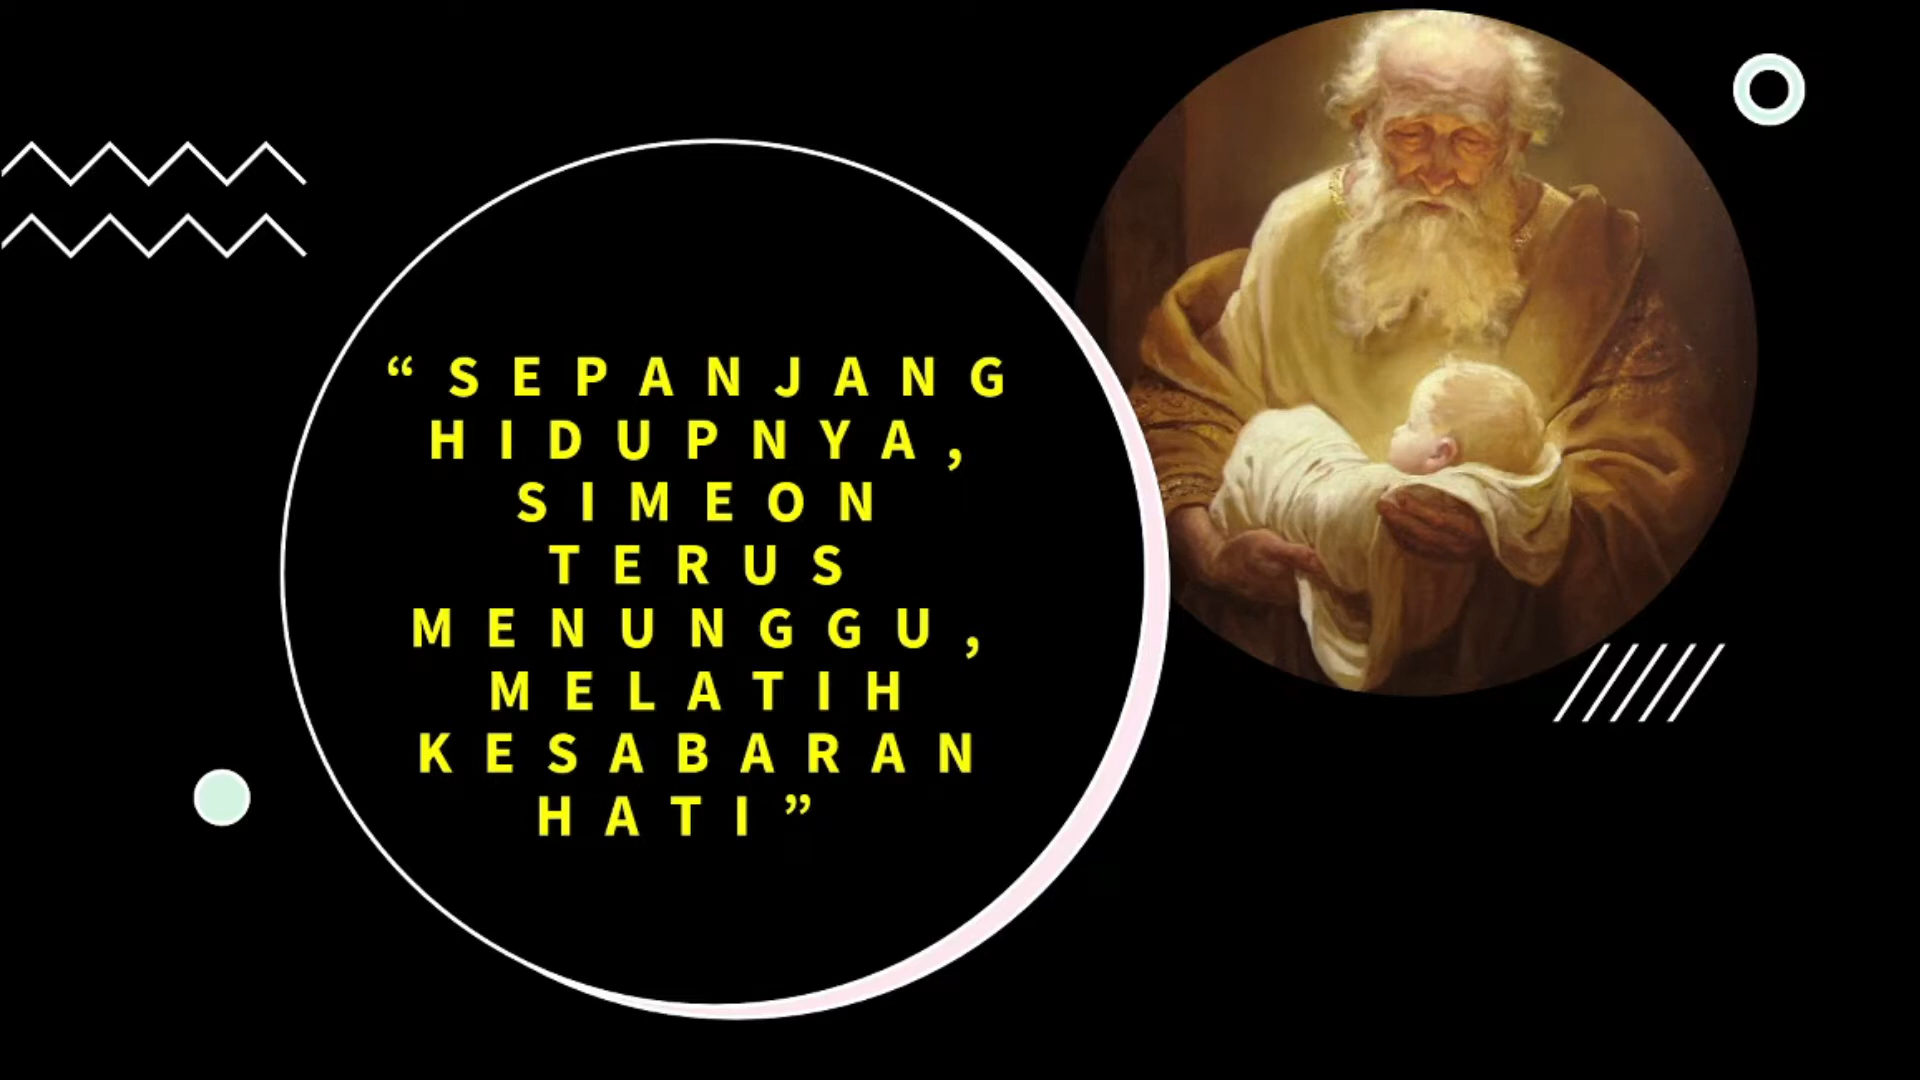 “SEPANJANG
HIDUPNYA,
SIMEON
TERUS
MENUNGGU,
MELATIH
KESABARAN
HATI”